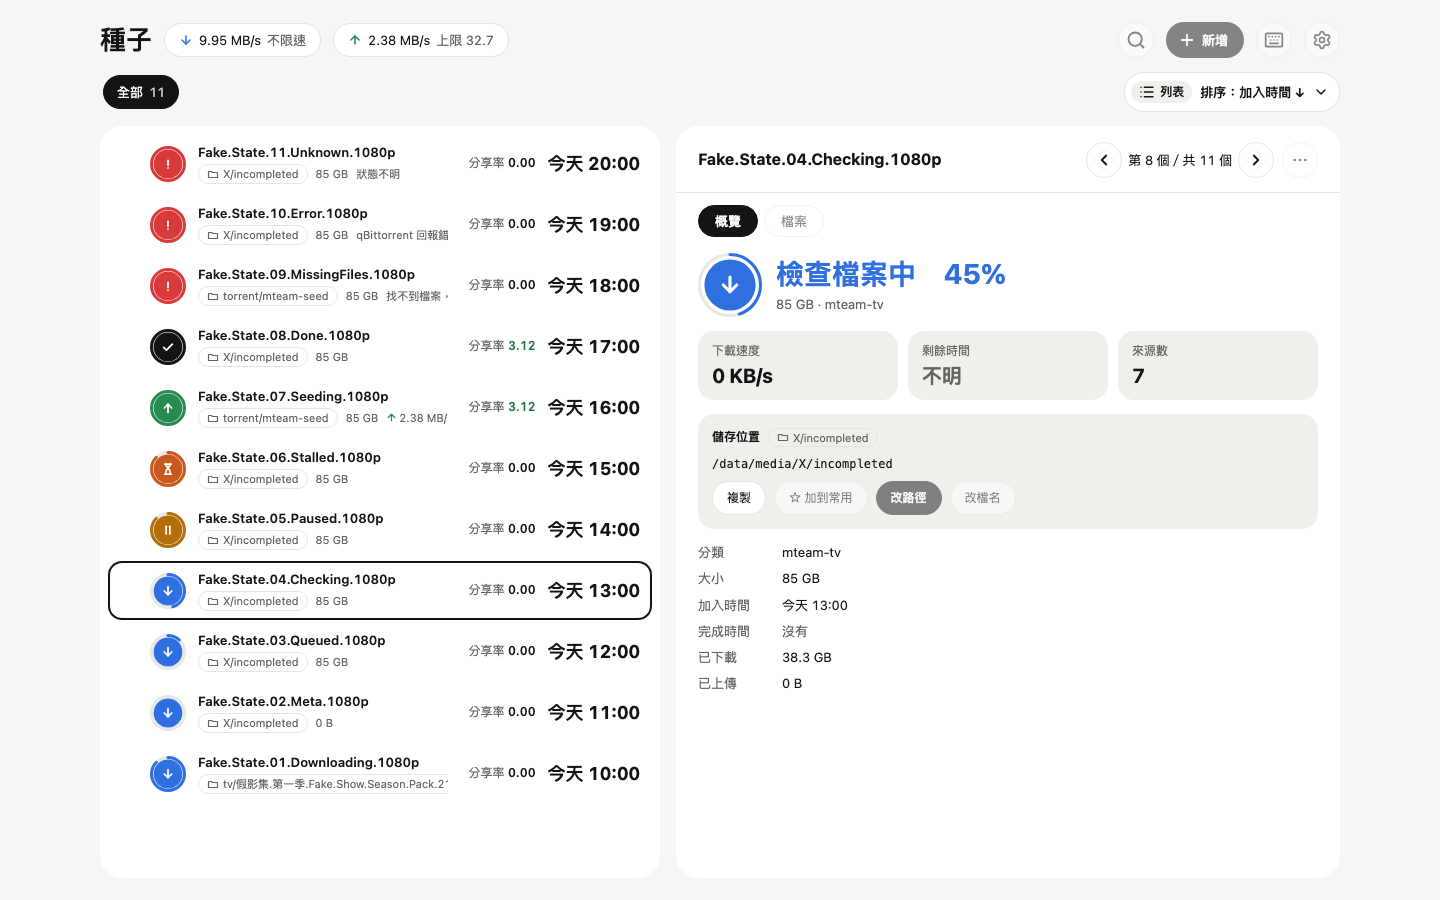 種子
9.95 MB/s 不限速
2.38 MB/s 上限 32.7
新增
全部 11
列表
排序：加入時間↓
Fake.State.11.Unknown.1080p
X/incompleted 85 GB 狀態不明
分享率 0.00 今天 20:00
Fake.State.10.Error.1080p
X/incompleted 85 GB qBittorrent 回報錯
分享率 0.00 今天 19:00
Fake.State.09.MissingFiles.1080p
torrent/mteam-seed 85 GB 找不到檔案，
分享率 0.00 今天 18:00
Fake.State.08.Done.1080p
X/incompleted 85 GB
分享率 3.12 今天 17:00
Fake.State.07.Seeding.1080p
torrent/mteam-seed 85 GB ↑ 2.38 MB/
分享率 3.12 今天 16:00
Fake.State.06.Stalled.1080p
X/incompleted 85 GB
分享率 0.00 今天 15:00
Fake.State.05.Paused.1080p
X/incompleted 85 GB
分享率 0.00 今天 14:00
Fake.State.04.Checking.1080p
X/incompleted 85 GB
分享率 0.00 今天 13:00
Fake.State.03.Queued.1080p
X/incompleted 85 GB
分享率 0.00 今天 12:00
Fake.State.02.Meta.1080p
X/incompleted 0 B
分享率 0.00 今天 11:00
Fake.State.01.Downloading.1080p
tv/假影集.第一季.Fake.Show.Season.Pack.2
分享率 0.00 今天 10:00
Fake.State.04.Checking.1080p
第 8 個 / 共 11 個
概覽
檔案
檢查檔案中 45%
85 GB · mteam-tv
下載速度
0 KB/s
剩餘時間
不明
來源數
7
儲存位置 X/incompleted
/data/media/X/incompleted
複製
☆ 加到常用
改路徑
改檔名
分類 mteam-tv
大小 85 GB
加入時間 今天 13:00
完成時間 沒有
已下載 38.3 GB
已上傳 0 B